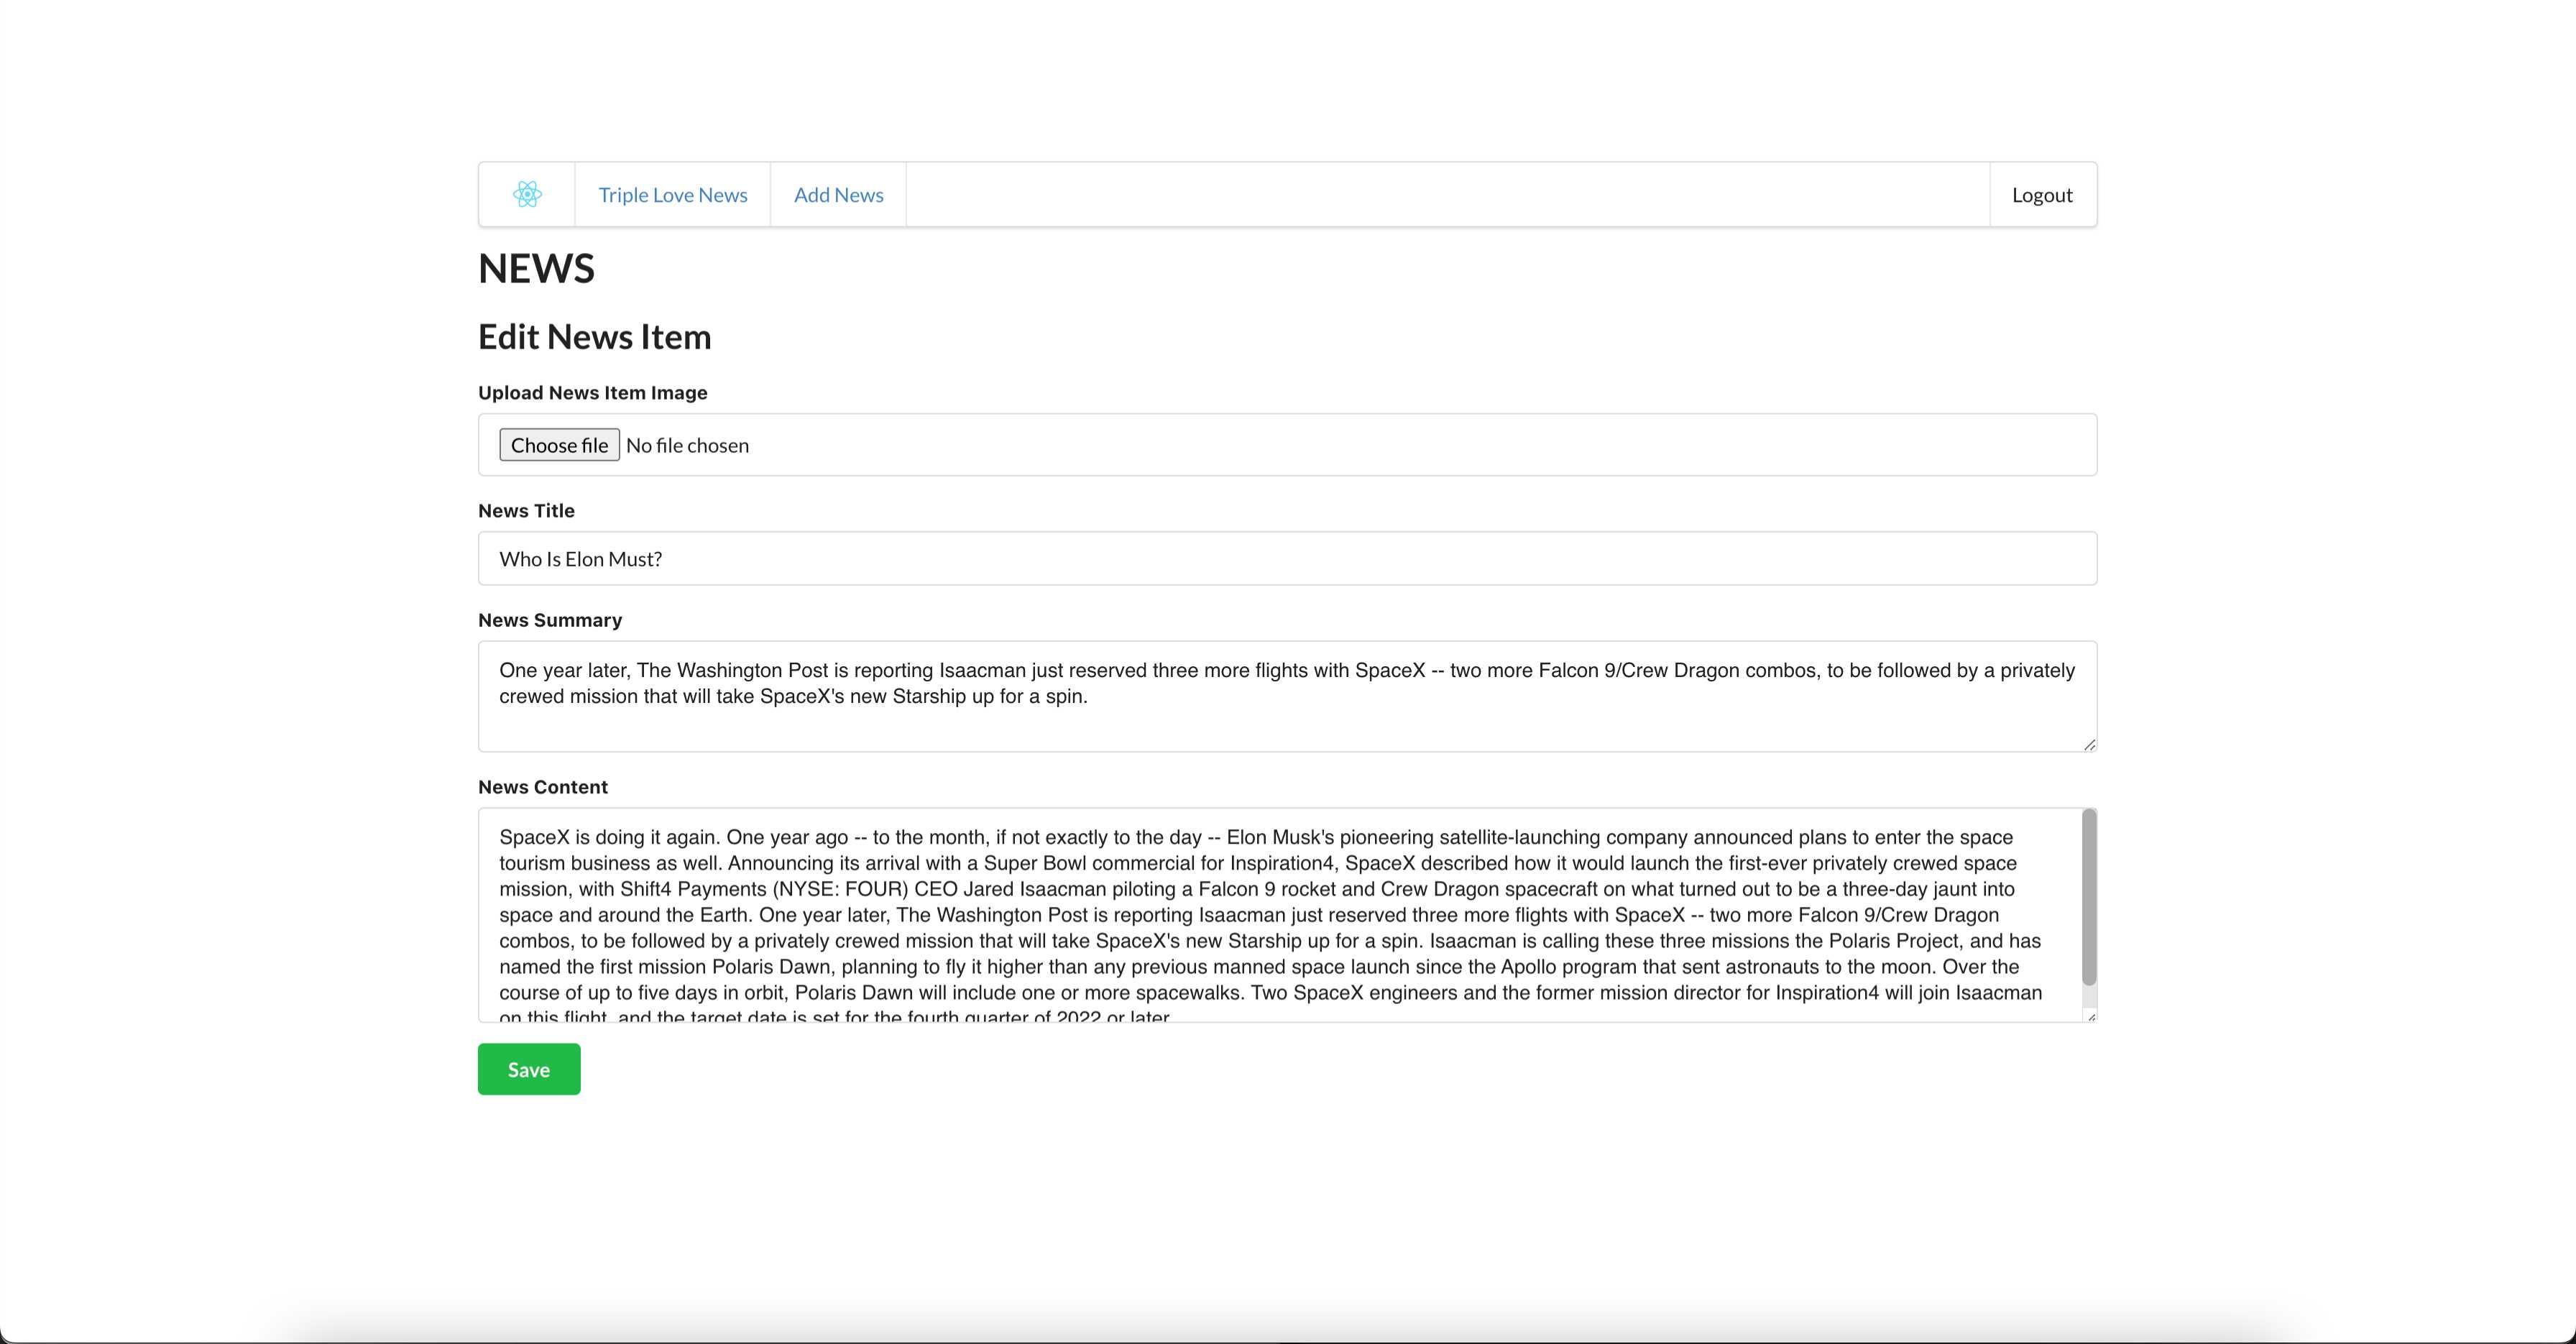 Triple Love News
Add News
Logout
NEWS
Edit News Item
Upload News Item Image
Choose file No file chosen
News Title
Who Is Elon Must?
News Summary
One year later, The Washington Post is reporting Isaacman just reserved three more flights with SpaceX -- two more Falcon 9/Crew Dragon combos, to be followed by a privately
crewed mission that will take SpaceX's new Starship up for a spin.
News Content
SpaceX is doing it again. One year ago -- to the month, if not exactly to the day -- Elon Musk's pioneering satellite-launching company announced plans to enter the space
tourism business as well. Announcing its arrival with a Super Bowl commercial for Inspiration4, SpaceX described how it would launch the first-ever privately crewed space
mission, with Shift4 Payments (NYSE: FOUR) CEO Jared Isaacman piloting a Falcon 9 rocket and Crew Dragon spacecraft on what turned out to be a three-day jaunt into
space and around the Earth. One year later, The Washington Post is reporting Isaacman just reserved three more flights with SpaceX -- two more Falcon 9/Crew Dragon
combos, to be followed by a privately crewed mission that will take SpaceX's new Starship up for a spin. Isaacman is calling these three missions the Polaris Project, and has
named the first mission Polaris Dawn, planning to fly it higher than any previous manned space launch since the Apollo program that sent astronauts to the moon. Over the
course of up to five days in orbit, Polaris Dawn will include one or more spacewalks. Two SpaceX engineers and the former mission director for Inspiration4 will join Isaacman
on this flight, and the target date is set for the fourth quarter of 2022 or later.
Save